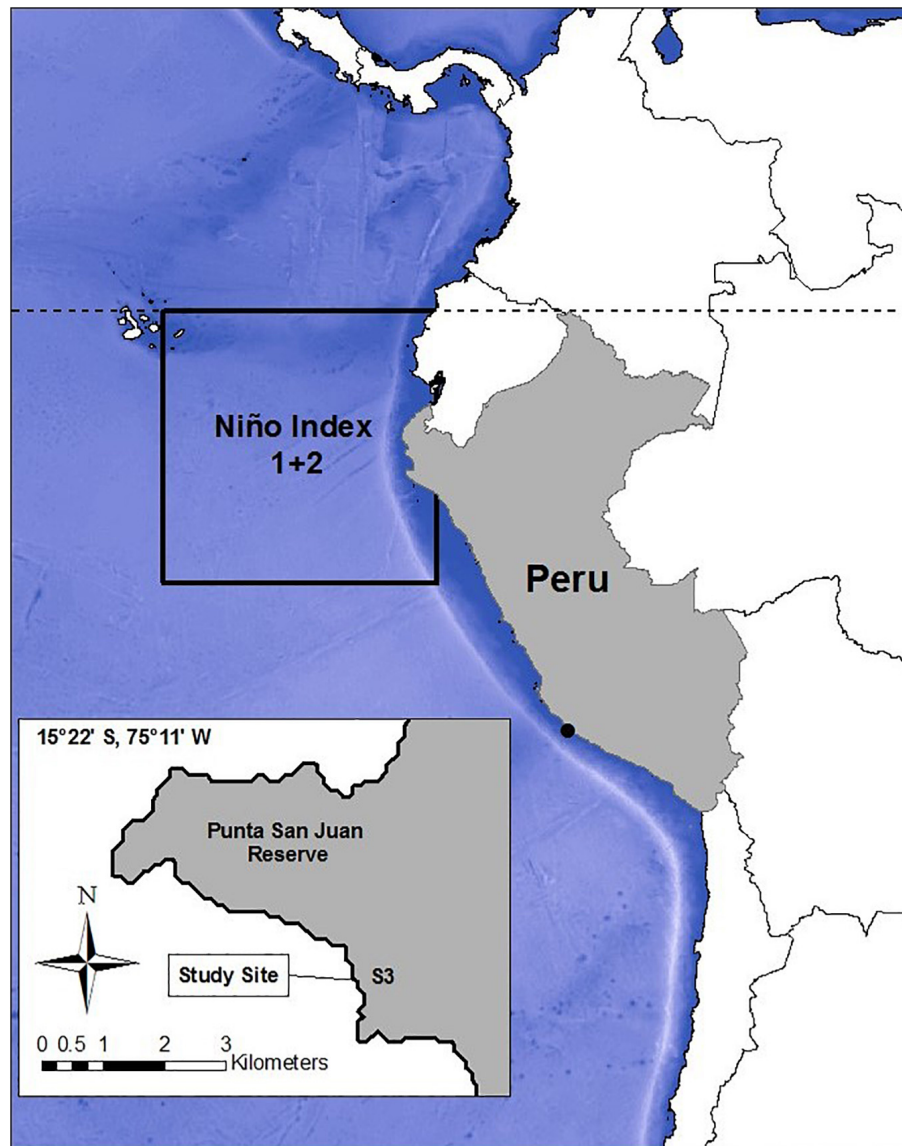 Niño Index
1+2
Peru
15°22' S, 75°11' W
Punta San Juan
Reserve
N
Study Site
S3
0 0.5 1 2 3
Kilometers